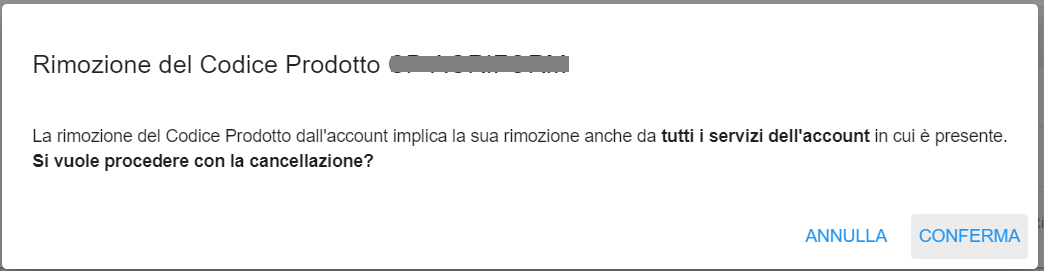 Rimozione del Codice Prodotto
La rimozione del Codice Prodotto dall'account implica la sua rimozione anche da tutti i servizi dell'account in cui è presente.
Si vuole procedere con la cancellazione?
ANNULLA CONFERMA